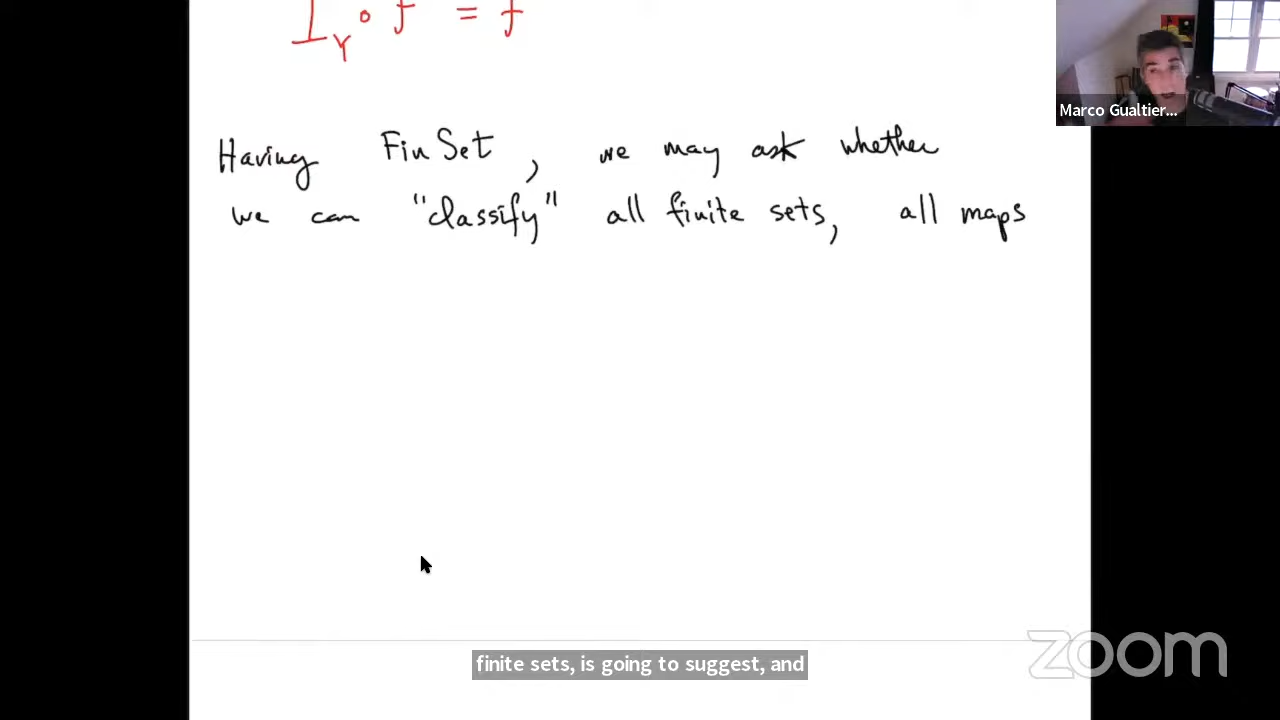 1_Y ∘ f = f
Marco Gualtier...
Having FinSet, we may ask whether
we can "classify" all finite sets, all maps
finite sets, is going to suggest, and
zoom